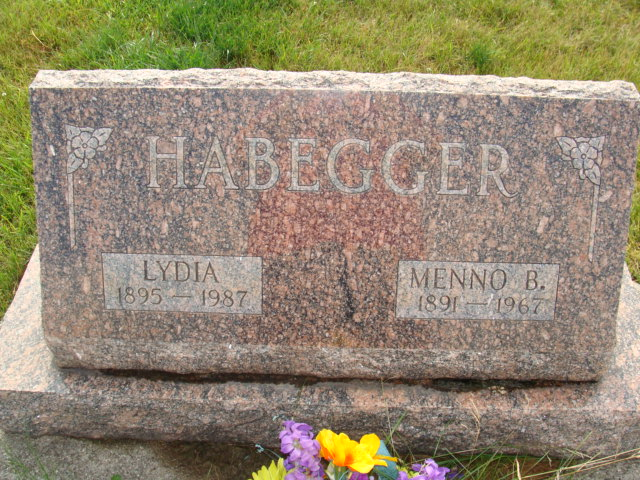 HABEGGER
LYDIA
1895 — 1987
MENNO B.
1891 — 1967